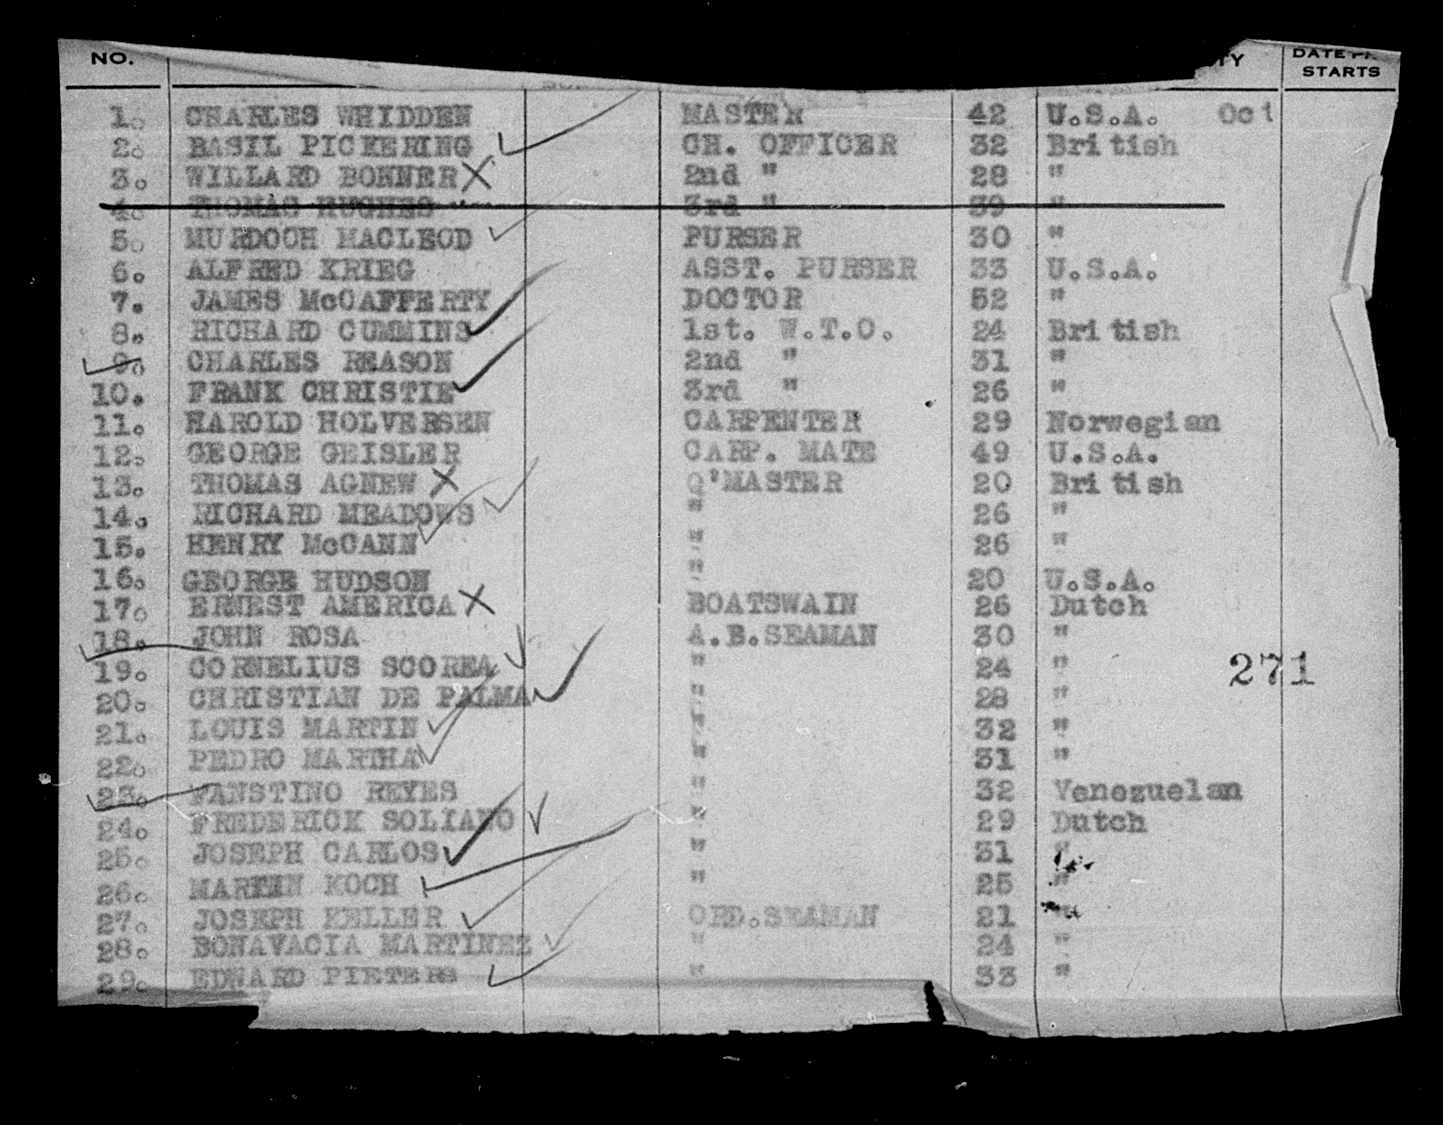 NO. TY DATE
STARTS
1. CHARLES WHIDDEN MASTER 42 U.S.A. Oct
2. BASIL PICKERING CH. OFFICER 32 British
3. WILLARD BONNER 2nd " 28 "
4. THOMAS HUGHES 3rd " 39 "
5. MURDOCH MACLEOD PURSER 30 "
6. ALFRED KRIEG ASST. PURSER 33 U.S.A.
7. JAMES McCAFFERTY DOCTOR 52 "
8. RICHARD CUMMINS 1st. W.T.O. 24 British
9. CHARLES REASON 2nd " 31 "
10. FRANK CHRISTIE 3rd " 26 "
11. HAROLD HOLVERSEN CARPENTER 29 Norwegian
12. GEORGE GEISLER CARP. MATE 49 U.S.A.
13. THOMAS AGNEW Q'MASTER 20 British
14. RICHARD MEADOWS " 26 "
15. HENRY McCANN " 26 "
16. GEORGE HUDSON " 20 U.S.A.
17. ERNEST AMERICA BOATSWAIN 26 Dutch
18. JOHN ROSA A.B.SEAMAN 30 "
19. CORNELIUS SCOREA " 24 "
271
20. CHRISTIAN DE PALMA " 28 "
21. LOUIS MARTIN " 32 "
22. PEDRO MARTHA " 31 "
23. FANSTINO REYES " 32 Venezuelan
24. FREDERICK SOLIANO " 29 Dutch
25. JOSEPH CARLOS " 31 "
26. MARTIN KOCH " 25 "
27. JOSEPH KELLER ORD.SEAMAN 21 "
28. BONAVACIA MARTINEZ " 24 "
29. EDWARD PIETERS " 33 "